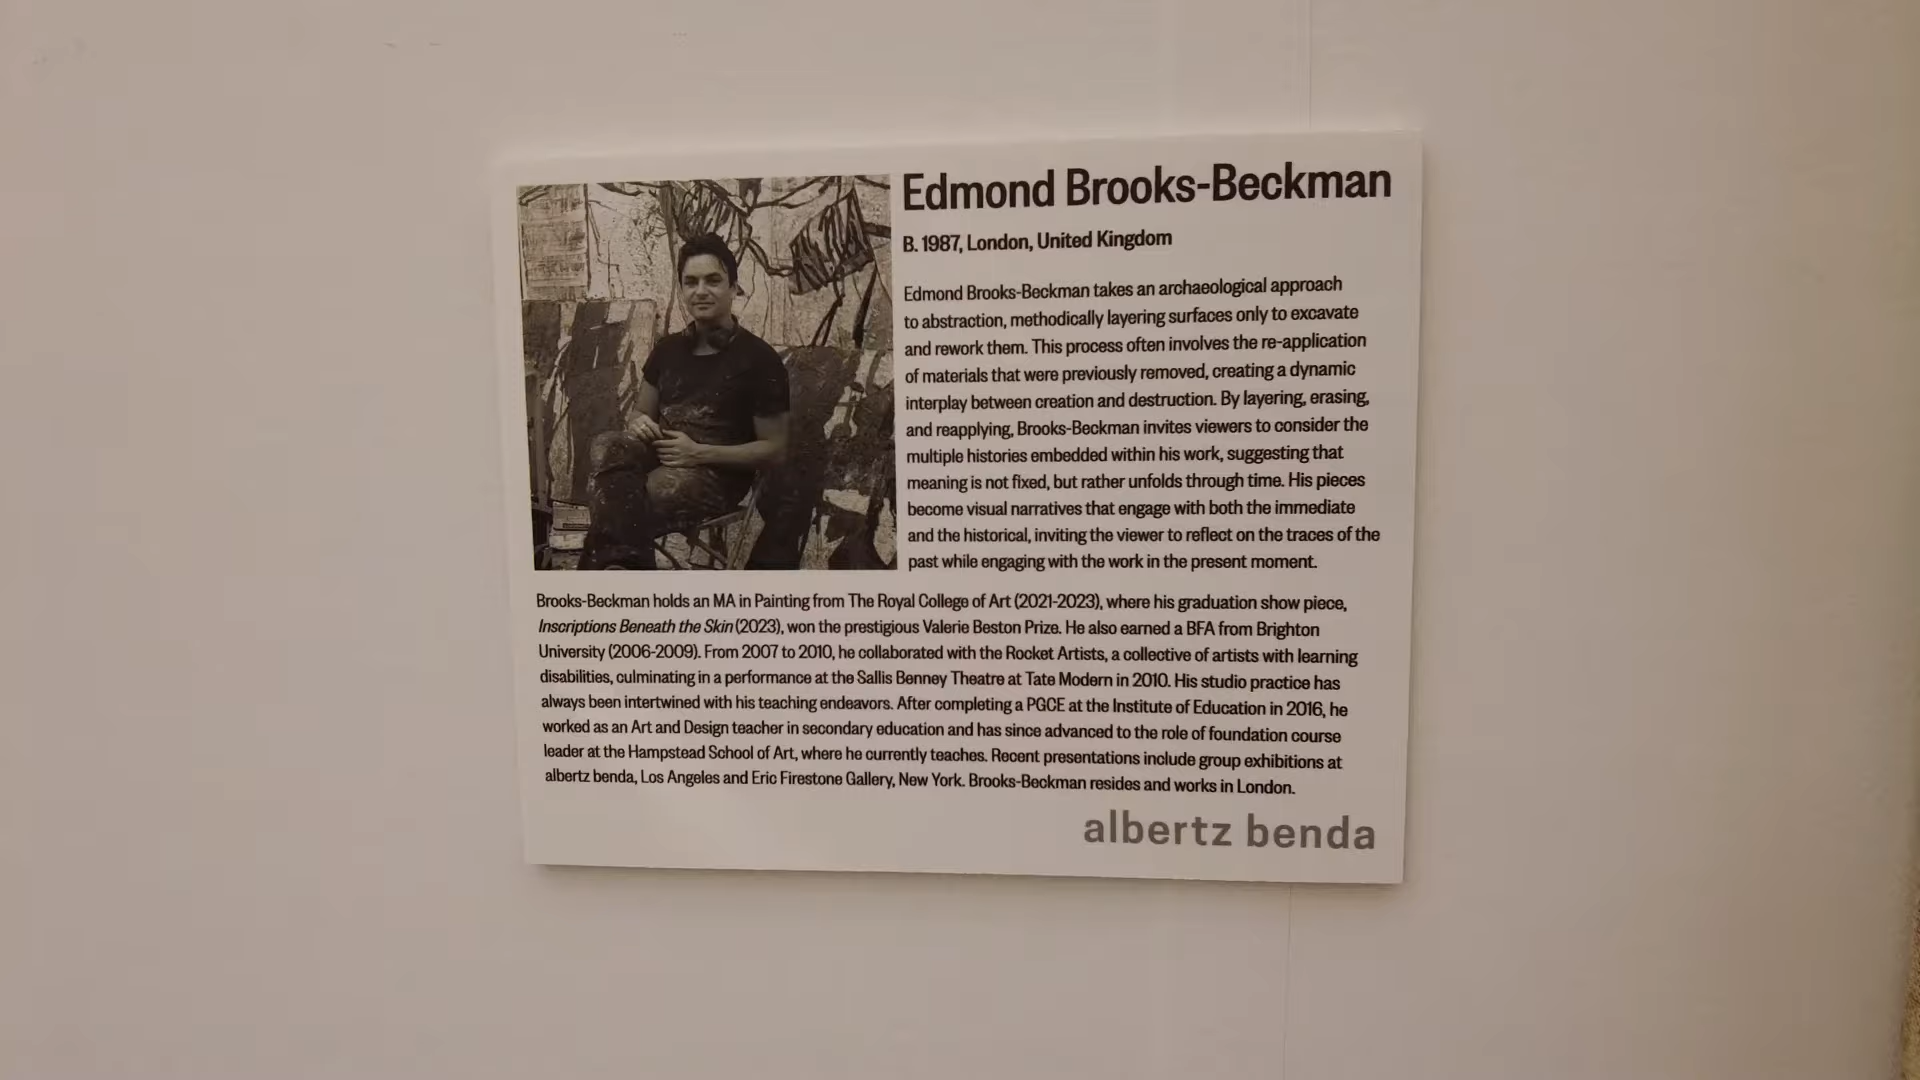 Edmond Brooks-Beckman
B. 1987, London, United Kingdom
Edmond Brooks-Beckman takes an archaeological approach
to abstraction, methodically layering surfaces only to excavate
and rework them. This process often involves the re-application
of materials that were previously removed, creating a dynamic
interplay between creation and destruction. By layering, erasing,
and reapplying, Brooks-Beckman invites viewers to consider the
multiple histories embedded within his work, suggesting that
meaning is not fixed, but rather unfolds through time. His pieces
become visual narratives that engage with both the immediate
and the historical, inviting the viewer to reflect on the traces of the
past while engaging with the work in the present moment.
Brooks-Beckman holds an MA in Painting from The Royal College of Art (2021-2023), where his graduation show piece,
Inscriptions Beneath the Skin (2023), won the prestigious Valerie Beston Prize. He also earned a BFA from Brighton
University (2006-2009). From 2007 to 2010, he collaborated with the Rocket Artists, a collective of artists with learning
disabilities, culminating in a performance at the Sallis Benney Theatre at Tate Modern in 2010. His studio practice has
always been intertwined with his teaching endeavors. After completing a PGCE at the Institute of Education in 2016, he
worked as an Art and Design teacher in secondary education and has since advanced to the role of foundation course
leader at the Hampstead School of Art, where he currently teaches. Recent presentations include group exhibitions at
albertz benda, Los Angeles and Eric Firestone Gallery, New York. Brooks-Beckman resides and works in London.
albertz benda